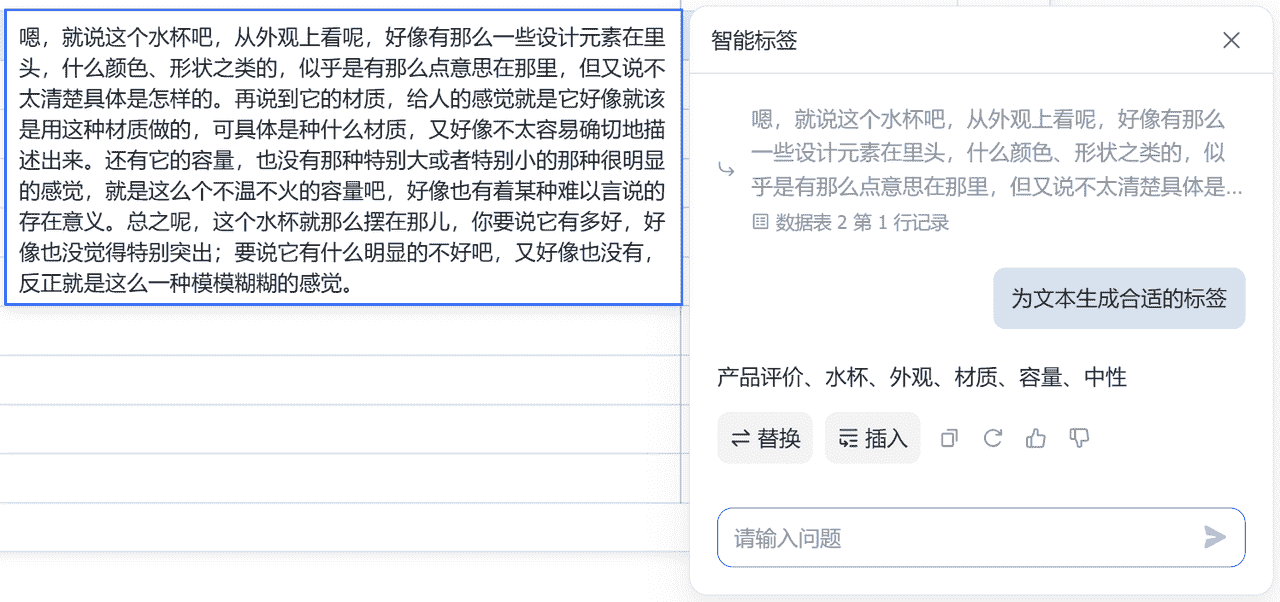 嗯，就说这个水杯吧，从外观上看呢，好像有那么一些设计元素在里
头，什么颜色、形状之类的，似乎是有那么点意思在那里，但又说不
太清楚具体是怎样的。再说到它的材质，给人的感觉就是它好像就该
是用这种材质做的，可具体是种什么材质，又好像不太容易确切地描
述出来。还有它的容量，也没有那种特别大或者特别小的那种很明显
的感觉，就是这么个不温不火的容量吧，好像也有着某种难以言说的
存在意义。总之呢，这个水杯就那么摆在那儿，你要说它有多好，好
像也没觉得特别突出；要说它有什么明显的不好吧，又好像也没有，
反正就是这么一种模模糊糊的感觉。
智能标签
嗯，就说这个水杯吧，从外观上看呢，好像有那么
一些设计元素在里头，什么颜色、形状之类的，似
乎是有那么点意思在那里，但又说不太清楚具体是...
数据表 2 第 1 行记录
为文本生成合适的标签
产品评价、水杯、外观、材质、容量、中性
替换 插入
请输入问题